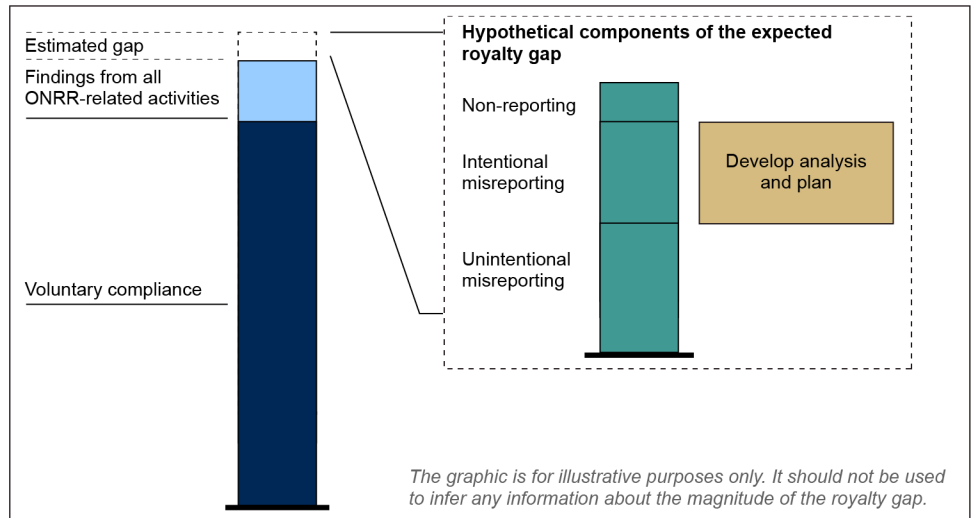 Estimated gap
Findings from all
ONRR-related activities
Voluntary compliance
Hypothetical components of the expected
royalty gap
Non-reporting
Intentional
misreporting
Unintentional
misreporting
Develop analysis
and plan
The graphic is for illustrative purposes only. It should not be used
to infer any information about the magnitude of the royalty gap.